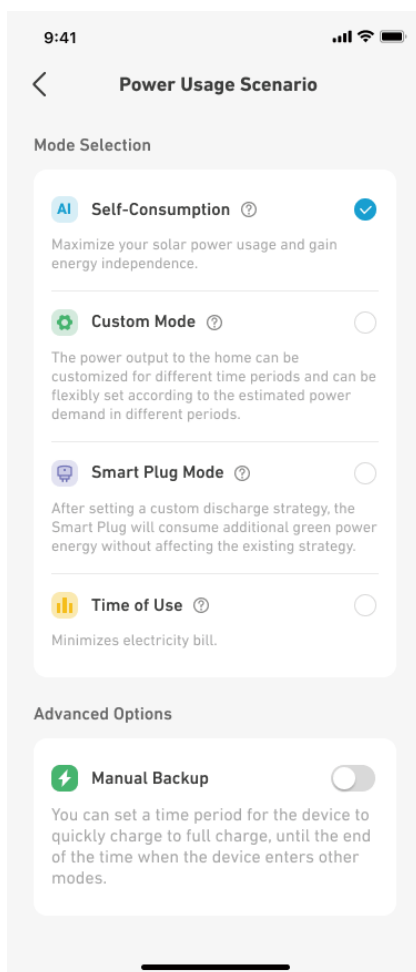 9:41
Power Usage Scenario
Mode Selection
AI Self-Consumption ?
Maximize your solar power usage and gain
energy independence.
Custom Mode ?
The power output to the home can be
customized for different time periods and can be
flexibly set according to the estimated power
demand in different periods.
Smart Plug Mode ?
After setting a custom discharge strategy, the
Smart Plug will consume additional green power
energy without affecting the existing strategy.
Time of Use ?
Minimizes electricity bill.
Advanced Options
Manual Backup
You can set a time period for the device to
quickly charge to full charge, until the end
of the time when the device enters other
modes.